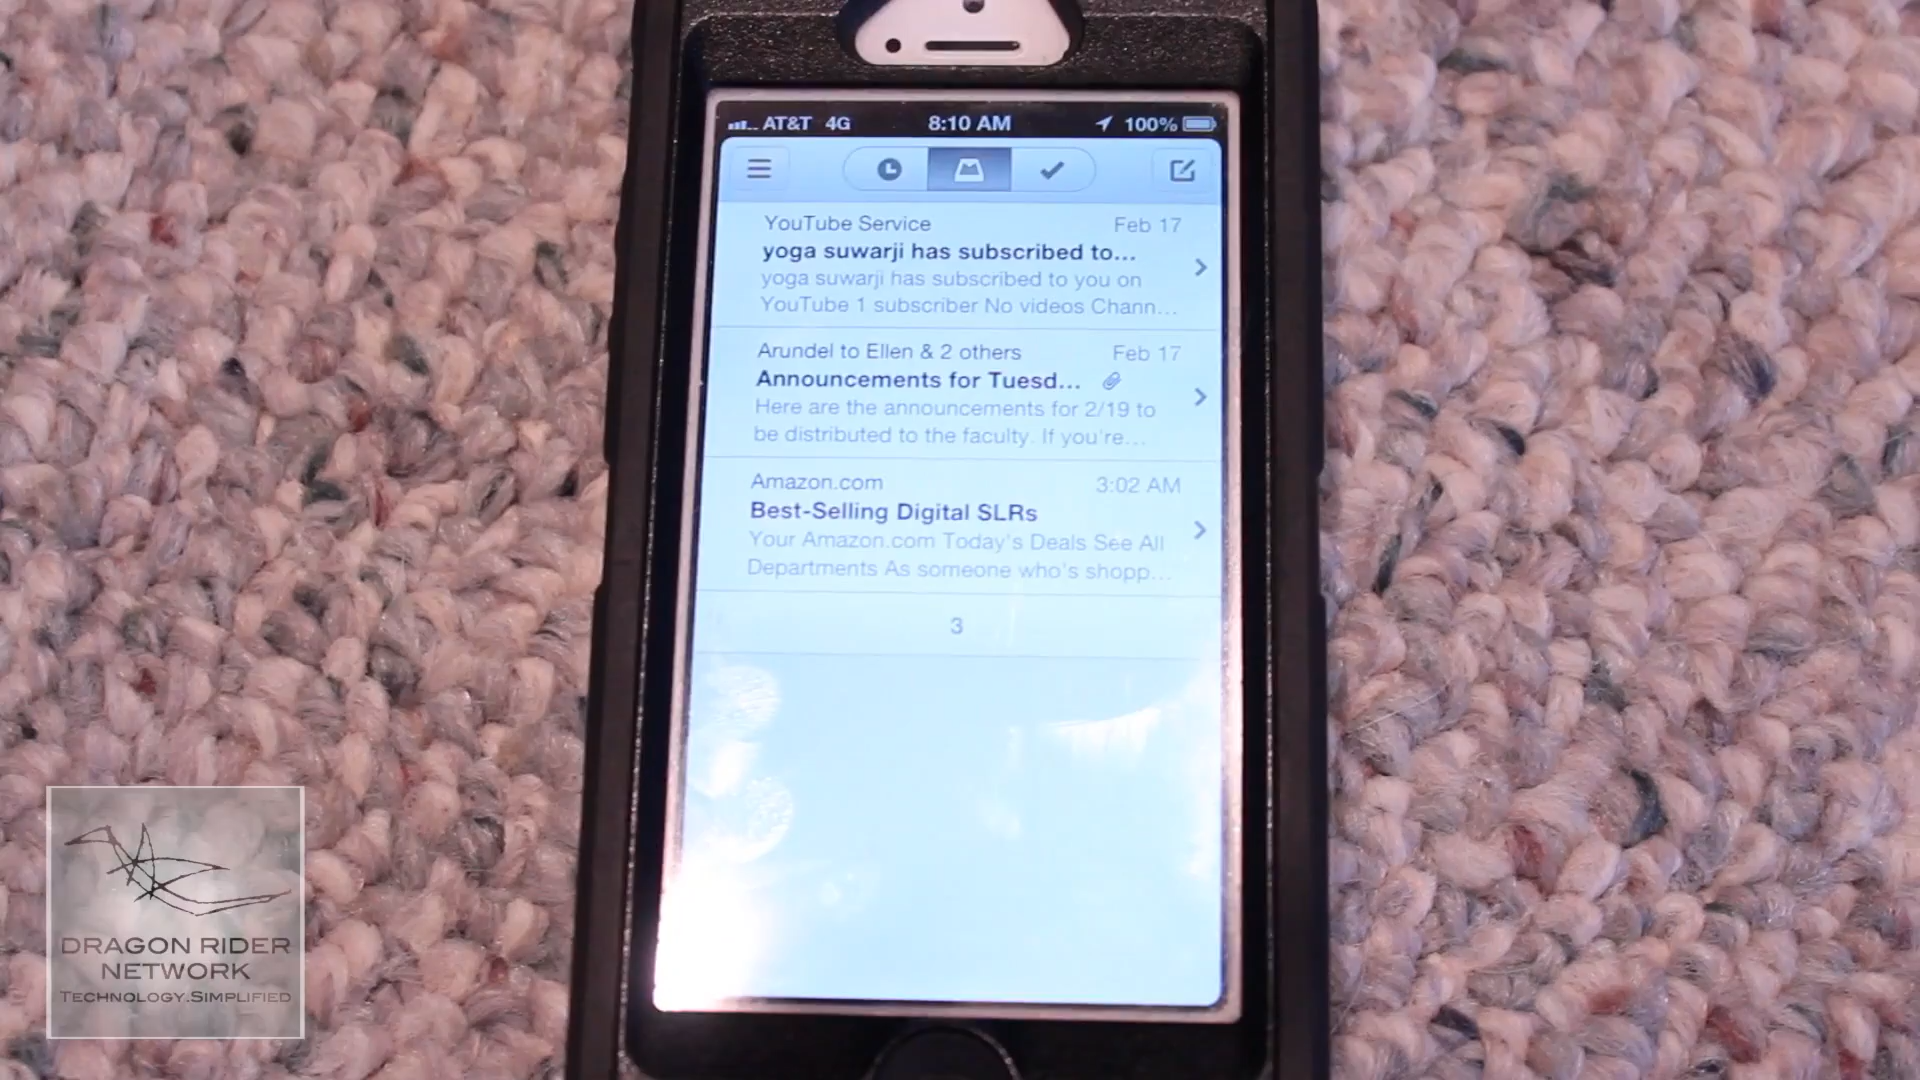 AT&T 4G 8:10 AM 100%
YouTube Service Feb 17
yoga suwarji has subscribed to...
yoga suwarji has subscribed to you on
YouTube 1 subscriber No videos Chann...
Arundel to Ellen & 2 others Feb 17
Announcements for Tuesd...
Here are the announcements for 2/19 to
be distributed to the faculty. If you're...
Amazon.com 3:02 AM
Best-Selling Digital SLRs
Your Amazon.com Today's Deals See All
Departments As someone who's shopp...
3
DRAGON RIDER
NETWORK
TECHNOLOGY.SIMPLIFIED